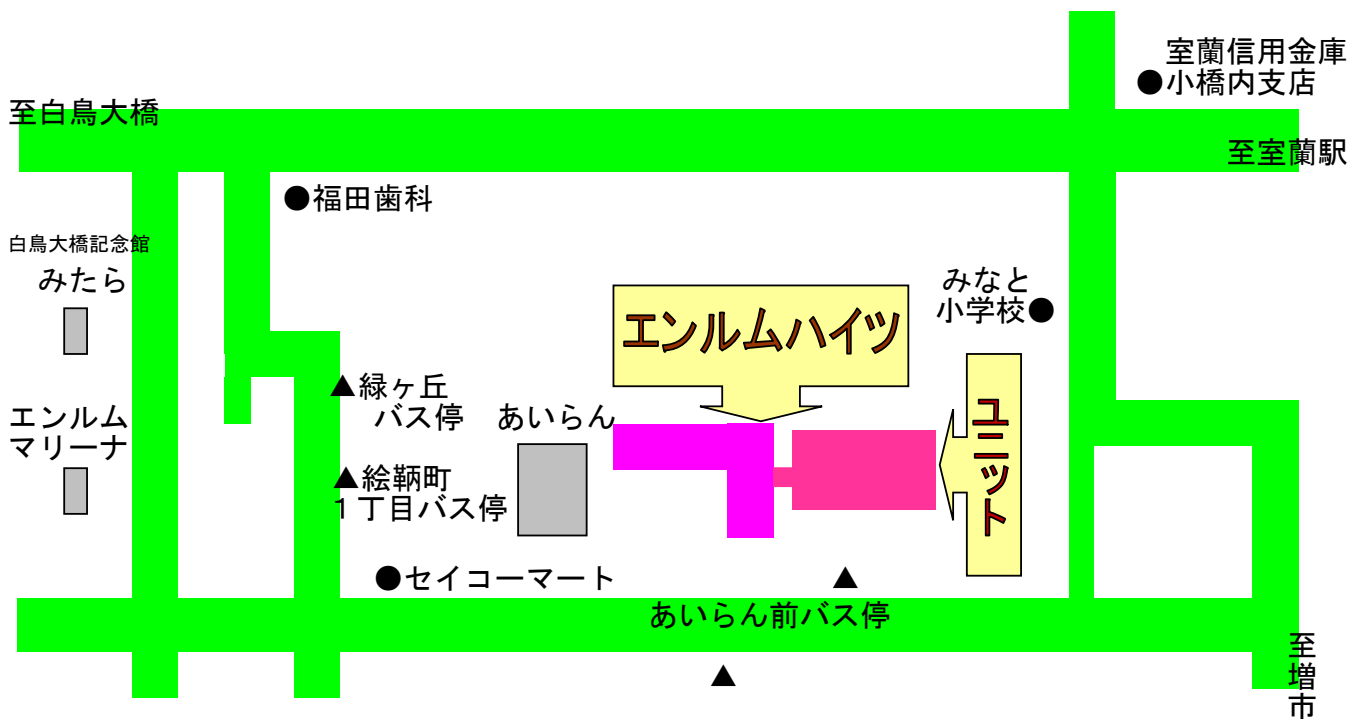 室蘭信用金庫
●小橋内支店
至白鳥大橋
至室蘭駅
●福田歯科
白鳥大橋記念館
みたら
みなと
小学校●
エンルムハイツ
▲緑ヶ丘
バス停
あいらん
エンルム
マリーナ
ユニット
▲絵鞆町
1丁目バス停
●セイコーマート
▲
あいらん前バス停
▲
至増市